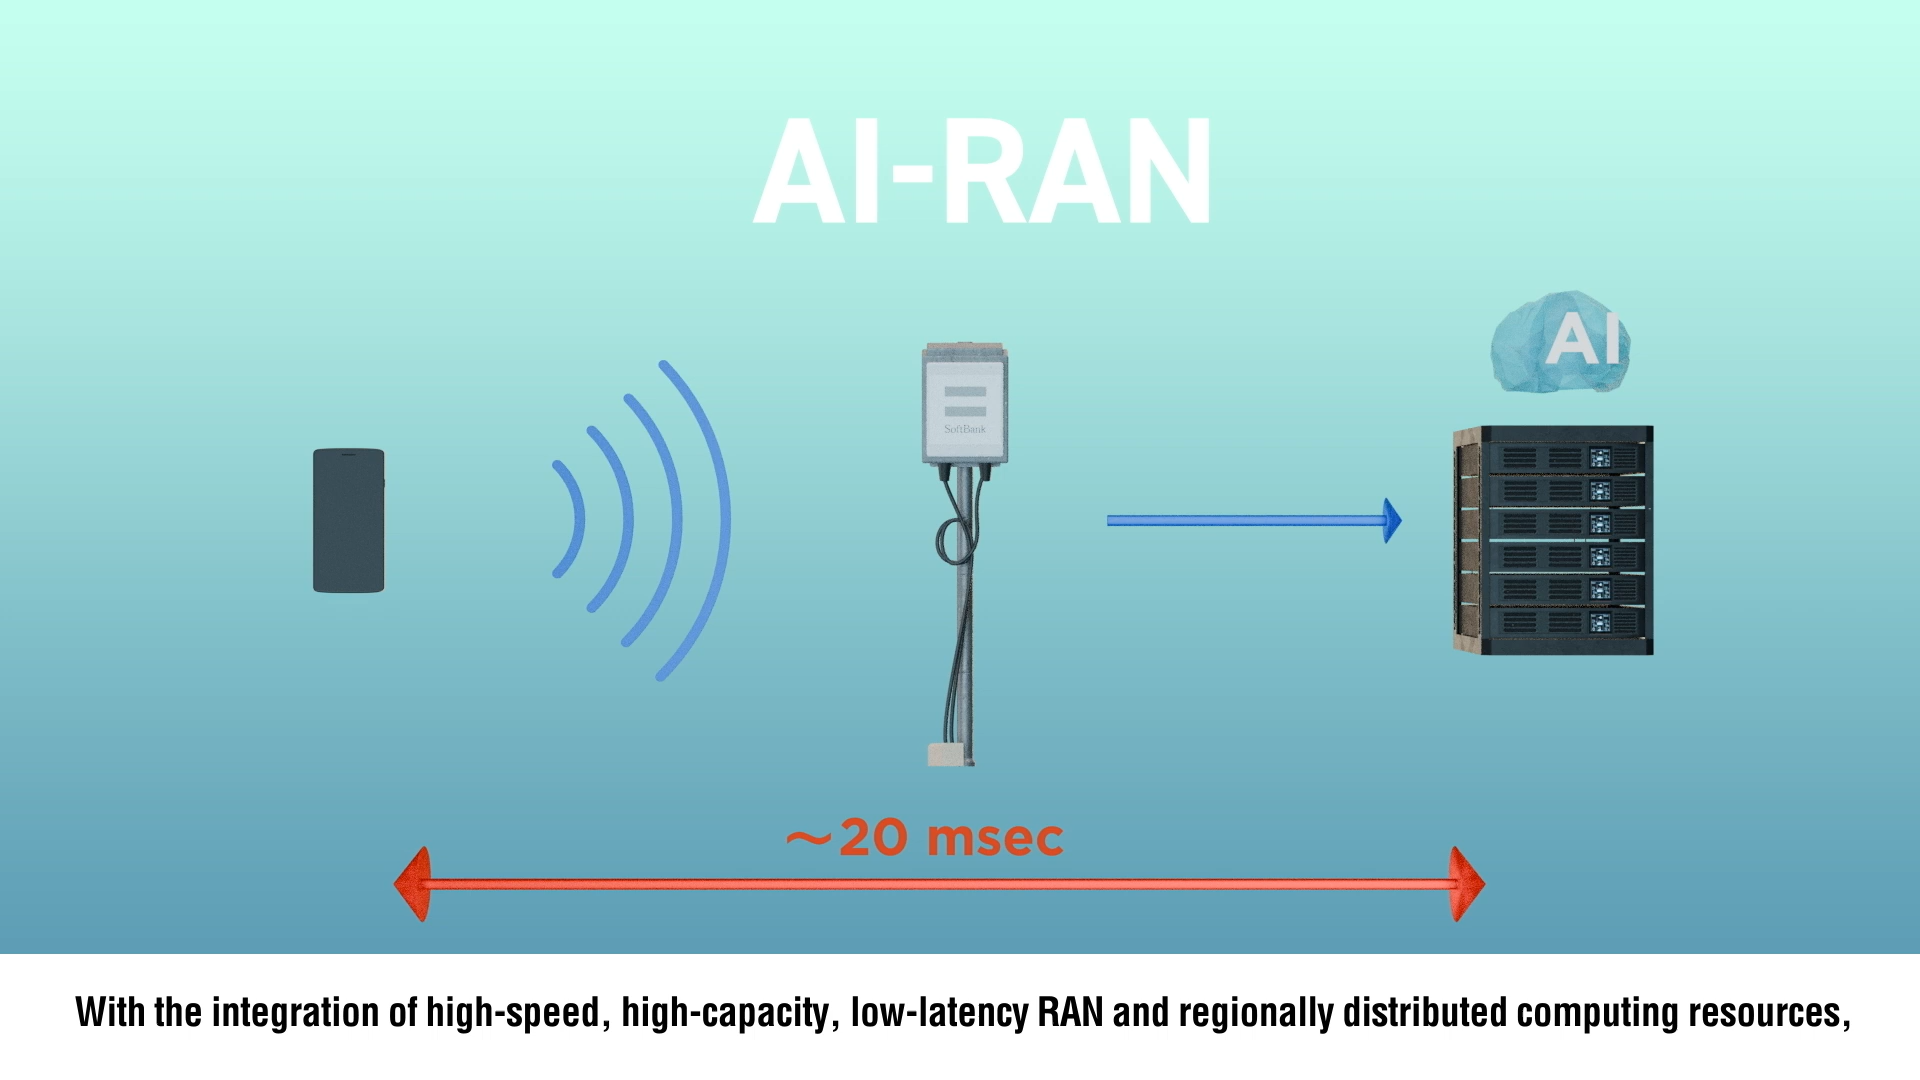 AI-RAN
AI
SoftBank
~20 msec
With the integration of high-speed, high-capacity, low-latency RAN and regionally distributed computing resources,